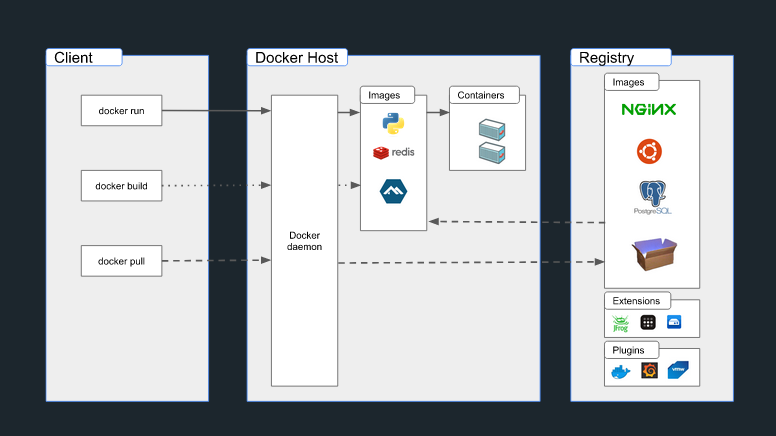 Client
docker run
docker build
docker pull
Docker Host
Docker
daemon
Images
redis
Containers
Registry
Images
NGiNX
PostgreSQL
Extensions
jfrog
Plugins
vmw